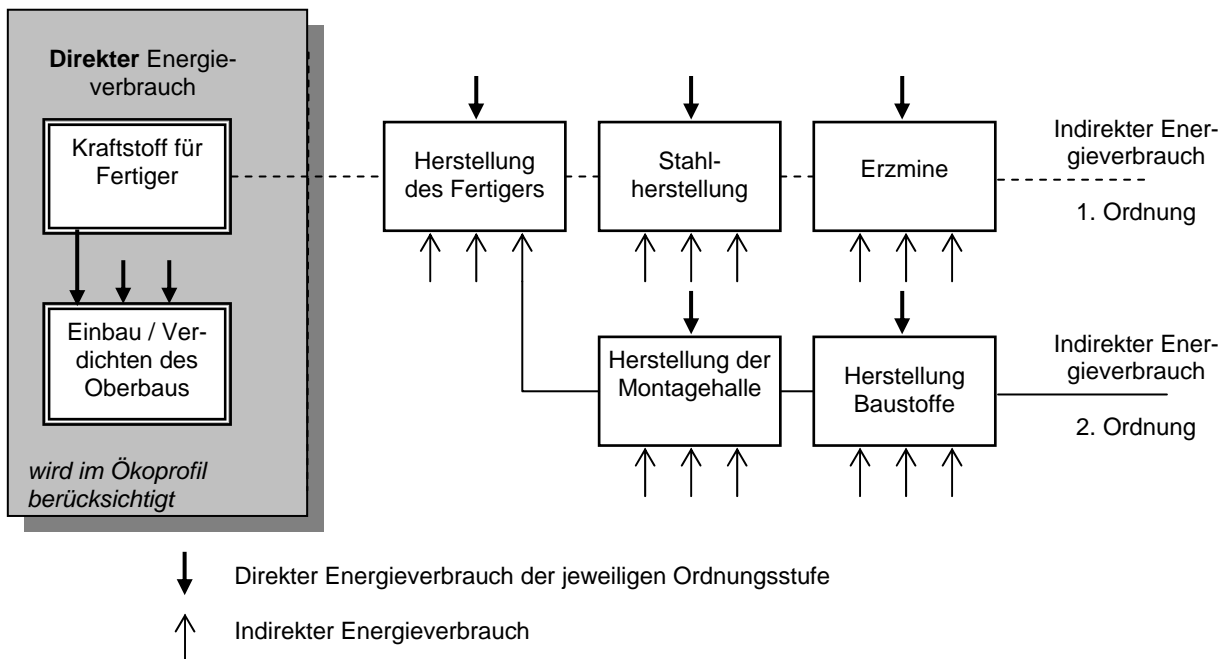 Direkter Energie-
verbrauch
Kraftstoff für
Fertiger
Einbau / Ver-
dichten des
Oberbaus
wird im Ökoprofil
berücksichtigt
Herstellung
des Fertigers
Stahl-
herstellung
Erzmine
Indirekter Ener-
gieverbrauch
1. Ordnung
Herstellung der
Montagehalle
Herstellung
Baustoffe
Indirekter Ener-
gieverbrauch
2. Ordnung
Direkter Energieverbrauch der jeweiligen Ordnungsstufe
Indirekter Energieverbrauch